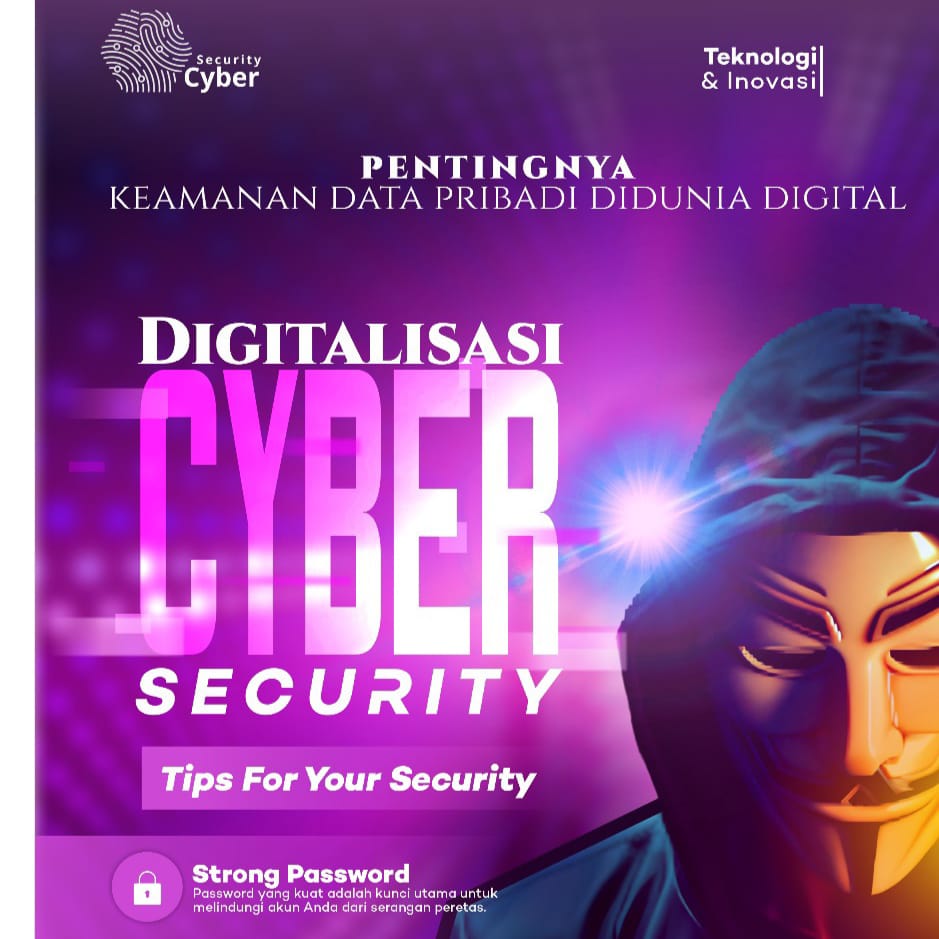 Security
Cyber
Teknologi
& Inovasi
PENTINGNYA
KEAMANAN DATA PRIBADI DIDUNIA DIGITAL
DIGITALISASI
CYBER
SECURITY
Tips For Your Security
Strong Password
Password yang kuat adalah kunci utama untuk
melindungi akun Anda dari serangan peretas.